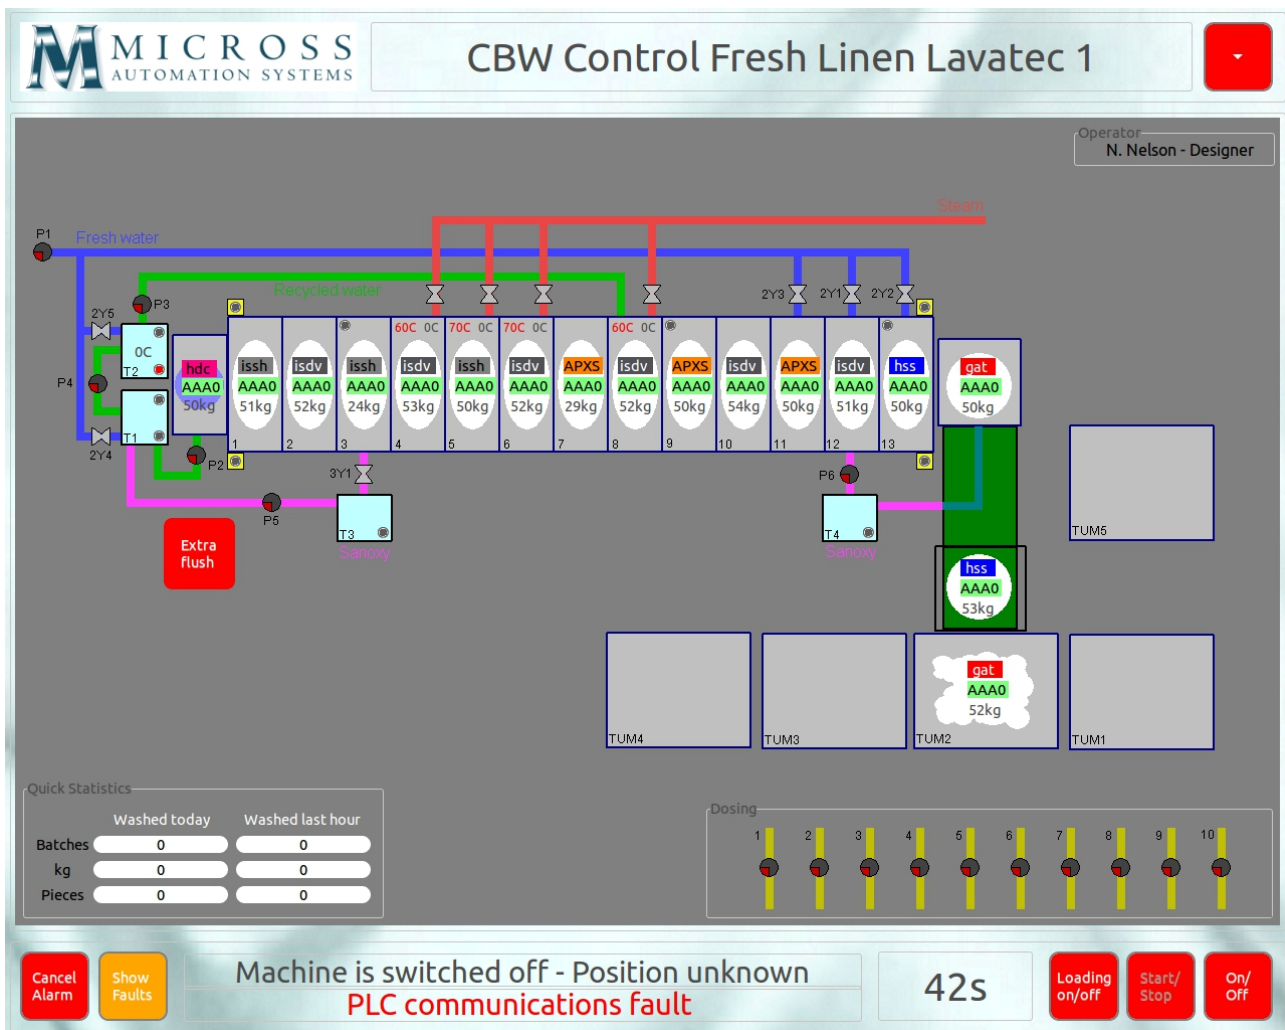 MICROSS
AUTOMATION SYSTEMS
CBW Control Fresh Linen Lavatec 1
Operator
N. Nelson - Designer
Steam
P1
Fresh water
Recycled water
P3
2Y5
2Y3
2Y1
2Y2
0C
T2
P4
T1
2Y4
P2
hdc
AAA0
50kg
issh
AAA0
51kg
1
isdv
AAA0
52kg
2
issh
AAA0
24kg
3
60C 0C
isdv
AAA0
53kg
4
70C 0C
issh
AAA0
50kg
5
70C 0C
isdv
AAA0
52kg
6
APXS
AAA0
29kg
7
60C 0C
isdv
AAA0
52kg
8
APXS
AAA0
50kg
9
isdv
AAA0
54kg
10
APXS
AAA0
50kg
11
isdv
AAA0
51kg
12
hss
AAA0
50kg
13
gat
AAA0
50kg
3Y1
P6
P5
T3
Sanoxy
T4
Sanoxy
TUM5
Extra
flush
hss
AAA0
53kg
gat
AAA0
52kg
TUM4
TUM3
TUM2
TUM1
Quick Statistics
Washed today Washed last hour
Batches 0 0
kg 0 0
Pieces 0 0
Dosing
1 2 3 4 5 6 7 8 9 10
Cancel
Alarm
Show
Faults
Machine is switched off - Position unknown
PLC communications fault
42s
Loading
on/off
Start/
Stop
On/
Off